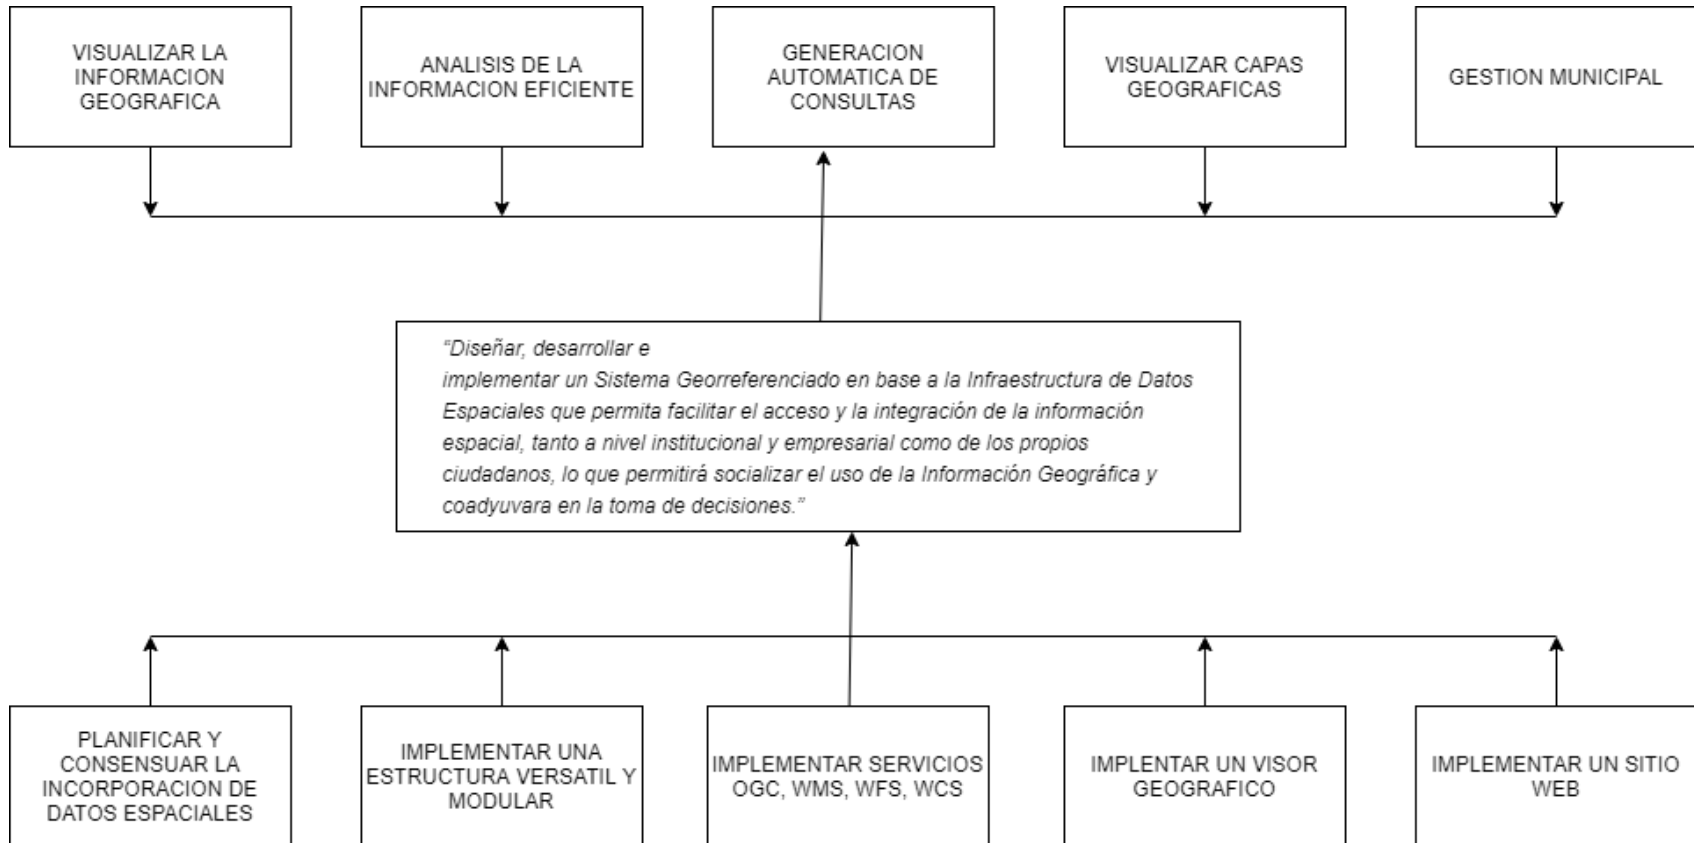 VISUALIZAR LA
INFORMACION
GEOGRAFICA
ANALISIS DE LA
INFORMACION EFICIENTE
GENERACION
AUTOMATICA DE
CONSULTAS
VISUALIZAR CAPAS
GEOGRAFICAS
GESTION MUNICIPAL
“Diseñar, desarrollar e
implementar un Sistema Georreferenciado en base a la Infraestructura de Datos
Espaciales que permita facilitar el acceso y la integración de la información
espacial, tanto a nivel institucional y empresarial como de los propios
ciudadanos, lo que permitirá socializar el uso de la Información Geográfica y
coadyuvara en la toma de decisiones.”
PLANIFICAR Y
CONSENSUAR LA
INCORPORACION DE
DATOS ESPACIALES
IMPLEMENTAR UNA
ESTRUCTURA VERSATIL Y
MODULAR
IMPLEMENTAR SERVICIOS
OGC, WMS, WFS, WCS
IMPLENTAR UN VISOR
GEOGRAFICO
IMPLEMENTAR UN SITIO
WEB